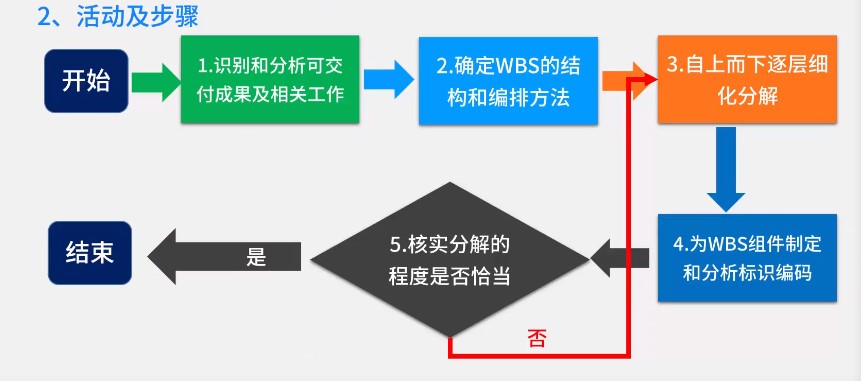 2、活动及步骤
开始
1.识别和分析可交
付成果及相关工作
2.确定WBS的结
构和编排方法
3.自上而下逐层细
化分解
4.为WBS组件制定
和分析标识编码
5.核实分解的
程度是否恰当
是
否
结束